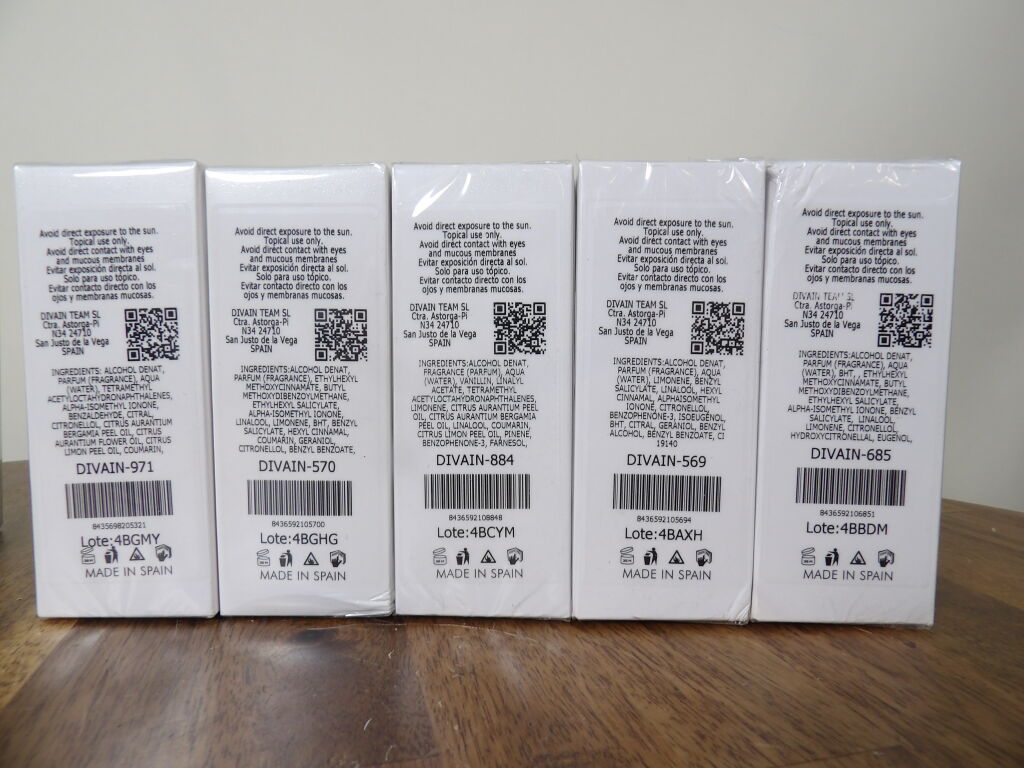 Avoid direct exposure to the sun.
Topical use only.
Avoid direct contact with eyes
and mucous membranes
Evitar exposición directa al sol.
Solo para uso tópico.
Evitar contacto directo con los
ojos y membranas mucosas.
DIVAIN TEAM SL
Ctra. Astorga-Pi
N34 24710
San Justo de la Vega
SPAIN
INGREDIENTS:ALCOHOL DENAT,
PARFUM (FRAGRANCE), AQUA
(WATER), TETRAMETHYL
ACETYLOCTAHYDRONAPHTHALENES,
ALPHA-ISOMETHYL IONONE,
BENZALDEHYDE, CITRAL,
CITRONELLOL, CITRUS AURANTIUM
BERGAMIA PEEL OIL, CITRUS
AURANTIUM FLOWER OIL, CITRUS
LIMON PEEL OIL, COUMARIN,
DIVAIN-971
8435698205321
Lote:4BGMY
MADE IN SPAIN
Avoid direct exposure to the sun.
Topical use only.
Avoid direct contact with eyes
and mucous membranes
Evitar exposición directa al sol.
Solo para uso tópico.
Evitar contacto directo con los
ojos y membranas mucosas.
DIVAIN TEAM SL
Ctra. Astorga-Pi
N34 24710
San Justo de la Vega
SPAIN
INGREDIENTS:ALCOHOL DENAT,
PARFUM (FRAGRANCE), ETHYLHEXYL
METHOXYCINNAMATE, BUTYL
METHOXYDIBENZOYLMETHANE,
ETHYLHEXYL SALICYLATE,
ALPHA-ISOMETHYL IONONE,
LINALOOL, LIMONENE, BHT, BENZYL
SALICYLATE, HEXYL CINNAMAL,
COUMARIN, GERANIOL,
CITRONELLOL, BENZYL BENZOATE,
DIVAIN-570
8436592105700
Lote:4BGHG
MADE IN SPAIN
Avoid direct exposure to the sun.
Topical use only.
Avoid direct contact with eyes
and mucous membranes
Evitar exposición directa al sol.
Solo para uso tópico.
Evitar contacto directo con los
ojos y membranas mucosas.
DIVAIN TEAM SL
Ctra. Astorga-Pi
N34 24710
San Justo de la Vega
SPAIN
INGREDIENTS:ALCOHOL DENAT,
FRAGRANCE (PARFUM), AQUA
(WATER), VANILLIN, LINALYL
ACETATE, TETRAMETHYL
ACETYLOCTAHYDRONAPHTHALENES,
LIMONENE, CITRUS AURANTIUM PEEL
OIL, CITRUS AURANTIUM BERGAMIA
PEEL OIL, LINALOOL, COUMARIN,
CITRUS LIMON PEEL OIL, PINENE,
BENZOPHENONE-3, FARNESOL,
DIVAIN-884
8436592108848
Lote:4BCYM
MADE IN SPAIN
Avoid direct exposure to the sun.
Topical use only.
Avoid direct contact with eyes
and mucous membranes
Evitar exposición directa al sol.
Solo para uso tópico.
Evitar contacto directo con los
ojos y membranas mucosas.
DIVAIN TEAM SL
Ctra. Astorga-Pi
N34 24710
San Justo de la Vega
SPAIN
INGREDIENTS:ALCOHOL DENAT,
PARFUM (FRAGRANCE), AQUA
(WATER), LIMONENE, BENZYL
SALICYLATE, LINALOOL, HEXYL
CINNAMAL, ALPHAISOMETHYL
IONONE, CITRONELLOL,
BENZOPHENONE-3, ISOEUGENOL,
BHT, CITRAL, GERANIOL, BENZYL
ALCOHOL, BENZYL BENZOATE, CI
19140
DIVAIN-569
8436592105694
Lote:4BAXH
MADE IN SPAIN
Avoid direct exposure to the sun.
Topical use only.
Avoid direct contact with eyes
and mucous membranes
Evitar exposición directa al sol.
Solo para uso tópico.
Evitar contacto directo con los
ojos y membranas mucosas.
DIVAIN TEAM SL
Ctra. Astorga-Pi
N34 24710
San Justo de la Vega
SPAIN
INGREDIENTS:ALCOHOL DENAT,
PARFUM (FRAGRANCE), AQUA
(WATER), BHT, , ETHYLHEXYL
METHOXYCINNAMATE, BUTYL
METHOXYDIBENZOYLMETHANE,
ETHYLHEXYL SALICYLATE,
ALPHA-ISOMETHYL IONONE, BENZYL
SALICYLATE, LINALOOL,
LIMONENE, CITRONELLOL,
HYDROXYCITRONELLAL, EUGENOL,
DIVAIN-685
8436592106851
Lote:4BBDM
MADE IN SPAIN